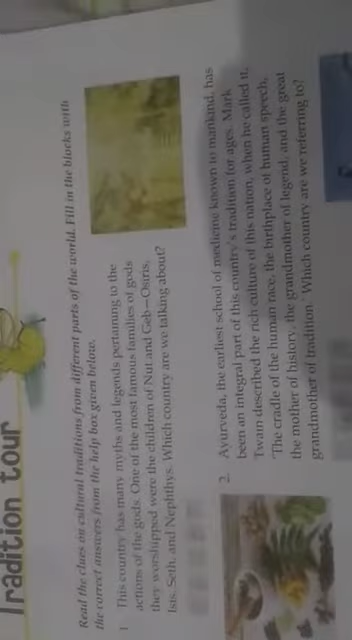 Tradition tour
Read the clues on cultural traditions from different parts of the world. Fill in the blocks with
the correct answers from the help box given below.
1 This country has many myths and legends pertaining to the
actions of the gods. One of the most famous families of gods
they worshipped were the children of Nut and Geb—Osiris,
Isis, Seth, and Nephthys. Which country are we talking about?
2. Ayurveda, the earliest school of medicine known to mankind, has
been an integral part of this country's tradition for ages. Mark
Twain described the rich culture of this nation, when he called it,
'The cradle of the human race, the birthplace of human speech,
the mother of history, the grandmother of legend, and the great
grandmother of tradition.' Which country are we referring to?